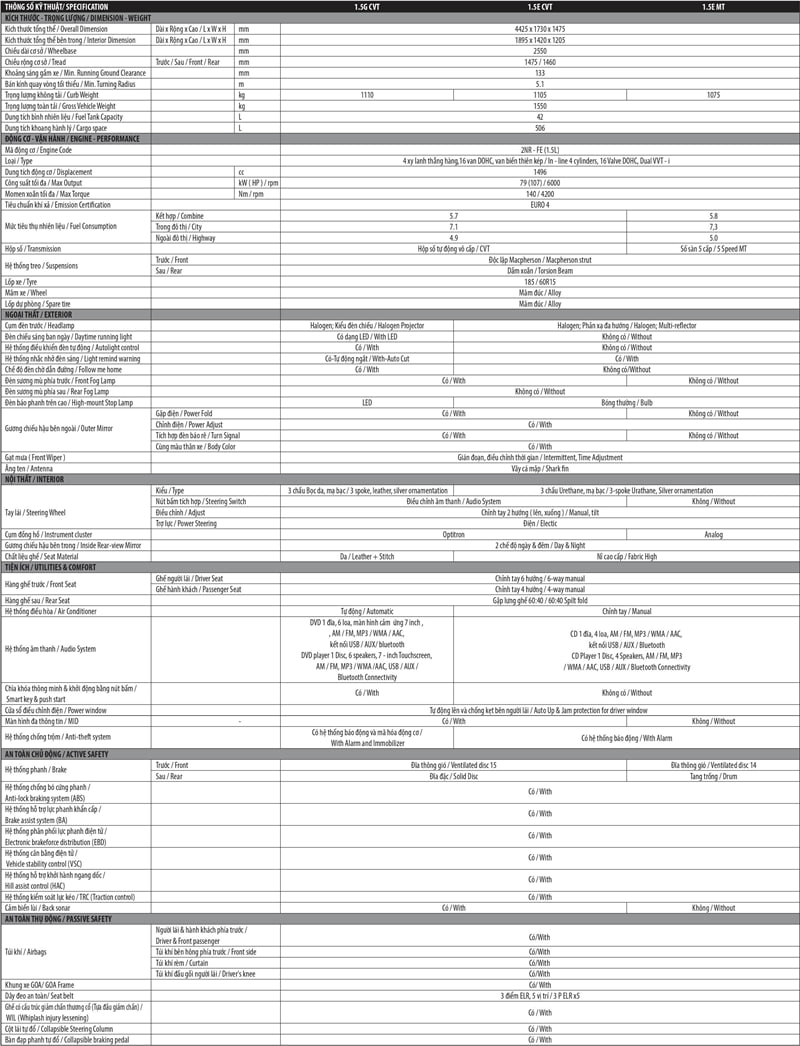 THÔNG SỐ KỸ THUẬT/ SPECIFICATION 1.5G CVT 1.5E CVT 1.5E MT
KÍCH THƯỚC - TRỌNG LƯỢNG / DIMENSION - WEIGHT
Kích thước tổng thể / Overall Dimension Dài x Rộng x Cao / L x W x H mm 4425 x 1730 x 1475
Kích thước tổng thể bên trong / Interior Dimension Dài x Rộng x Cao / L x W x H mm 1895 x 1420 x 1205
Chiều dài cơ sở / Wheelbase mm 2550
Chiều rộng cơ sở / Tread Trước / Sau / Front / Rear mm 1475 / 1460
Khoảng sáng gầm xe / Min. Running Ground Clearance mm 133
Bán kính quay vòng tối thiểu / Min. Turning Radius m 5.1
Trọng lượng không tải / Curb Weight kg 1110 1105 1075
Trọng lượng toàn tải / Gross Vehicle Weight kg 1550
Dung tích bình nhiên liệu / Fuel Tank Capacity L 42
Dung tích khoang hành lý / Cargo space L 506
ĐỘNG CƠ - VẬN HÀNH / ENGINE - PERFORMANCE
Mã động cơ / Engine Code 2NR - FE (1.5L)
Loại / Type 4 xy lanh thẳng hàng,16 van DOHC, van biến thiên kép / In - line 4 cylinders, 16 Valve DOHC, Dual VVT - i
Dung tích động cơ / Displacement cc 1496
Công suất tối đa / Max Output kW ( HP ) / rpm 79 (107) / 6000
Momen xoắn tối đa / Max Torque Nm / rpm 140 / 4200
Tiêu chuẩn khí xả / Emission Certification EURO 4
Mức tiêu thụ nhiên liệu / Fuel Consumption Kết hợp / Combine 5.7 5.8
Trong đô thị / City 7.1 7,3
Ngoài đô thị / Highway 4.9 5.0
Hộp số / Transmission Hộp số tự động vô cấp / CVT Số sàn 5 cấp / 5 Speed MT
Hệ thống treo / Suspensions Trước / Front Độc lập Macpherson / Macpherson strut
Sau / Rear Dầm xoắn / Torsion Beam
Lốp xe / Tyre 185 / 60R15
Mâm xe / Wheel Mâm đúc / Alloy
Lốp dự phòng / Spare tire Mâm đúc / Alloy
NGOẠI THẤT / EXTERIOR
Cụm đèn trước / Headlamp Halogen; Kiểu đèn chiếu / Halogen Projector Halogen; Phản xạ đa hướng / Halogen; Multi-reflector
Đèn chiếu sáng ban ngày / Daytime running light Có dạng LED / With LED Không có / Without
Hệ thống điều khiển đèn tự động / Autolight control Có / With Không có / Without
Hệ thống nhắc nhở đèn sáng / Light remind warning Có-Tự động ngắt / With-Auto Cut Có / With
Chế độ đèn chờ dẫn đường / Follow me home Có / With Không có/Without
Đèn sương mù phía trước / Front Fog Lamp Có / With Không có / Without
Đèn sương mù phía sau / Rear Fog Lamp Không có / Without
Đèn báo phanh trên cao / High-mount Stop Lamp LED Bóng thường / Bulb
Gương chiếu hậu bên ngoài / Outer Mirror Gập điện / Power Fold Có / With Không có / Without
Chỉnh điện / Power Adjust Có / With
Tích hợp đèn báo rẽ / Turn Signal Có / With Không có / Without
Cùng màu thân xe / Body Color Có / With
Gạt mưa ( Front Wiper ) Gián đoạn, điều chỉnh thời gian / Intermittent, Time Adjustment
Ăng ten / Antenna Vây cá mập / Shark fin
NỘI THẤT / INTERIOR
Tay lái / Steering Wheel Kiểu / Type 3 chấu Bọc da, mạ bạc / 3 spoke, leather, silver ornamentation 3 chấu Urethane, mạ bạc / 3-spoke Urathane, Silver ornamentation
Nút bấm tích hợp / Steering Switch Điều chỉnh âm thanh / Audio System Không / Without
Điều chỉnh / Adjust Chỉnh tay 2 hướng ( lên, xuống ) / Manual, tilt
Trợ lực / Power Steering Điện / Electic
Cụm đồng hồ / Instrument cluster Optitron Analog
Gương chiếu hậu bên trong / Inside Rear-view Mirror 2 chế độ ngày & đêm / Day & Night
Chất liệu ghế / Seat Material Da / Leather + Stitch Nỉ cao cấp / Fabric High
TIỆN ÍCH / UTILITIES & COMFORT
Hàng ghế trước / Front Seat Ghế người lái / Driver Seat Chỉnh tay 6 hướng / 6-way manual
Ghế hành khách / Passenger Seat Chỉnh tay 4 hướng / 4-way manual
Hàng ghế sau / Rear Seat Gập lưng ghế 60:40 / 60:40 Spilt fold
Hệ thống điều hòa / Air Conditioner Tự động / Automatic Chỉnh tay / Manual
Hệ thống âm thanh / Audio System
DVD 1 đĩa, 6 loa, màn hình cảm ứng 7 inch ,
, AM / FM, MP3 / WMA / AAC,
kết nối USB / AUX/ bluetooth
DVD player 1 Disc, 6 speakers, 7 - inch Touchscreen,
AM / FM, MP3 / WMA /AAC, USB / AUX /
Bluetooth Connectivity
CD 1 đĩa, 4 loa, AM / FM, MP3 / WMA / AAC,
kết nối USB / AUX / Bluetooth
CD Player 1 Disc, 4 Speakers, AM / FM, MP3
/ WMA / AAC, USB / AUX / Bluetooth Connectivity
Chìa khóa thông minh & khởi động bằng nút bấm /
Smart key & push start Có / With Không có / Without
Cửa sổ điều chỉnh điện / Power window Tự động lên và chống kẹt bên người lái / Auto Up & Jam protection for driver window
Màn hình đa thông tin / MID - Có / With Không / Without
Hệ thống chống trộm / Anti-theft system
Có hệ thống báo động và mã hóa động cơ /
With Alarm and Immobilizer
Có hệ thống báo động / With Alarm
AN TOÀN CHỦ ĐỘNG / ACTIVE SAFETY
Hệ thống phanh / Brake Trước / Front Đĩa thông gió / Ventilated disc 15 Đĩa thông gió / Ventilated disc 14
Sau / Rear Đĩa đặc / Solid Disc Tang trống / Drum
Hệ thống chống bó cứng phanh /
Anti-lock braking system (ABS) Có / With
Hệ thống hỗ trợ lực phanh khẩn cấp /
Brake assist system (BA) Có / With
Hệ thống phân phối lực phanh điện tử /
Electronic brakeforce distribution (EBD) Có / With
Hệ thống cân bằng điện tử /
Vehicle stability control (VSC) Có / With
Hệ thống hỗ trợ khởi hành ngang dốc /
Hill assist control (HAC) Có / With
Hệ thống kiểm soát lực kéo / TRC (Traction control) Có / With
Cảm biến lùi / Back sonar Có / With Không / Without
AN TOÀN THỤ ĐỘNG / PASSIVE SAFETY
Túi khí / Airbags
Người lái & hành khách phía trước /
Driver & Front passenger Có/With
Túi khí bên hông phía trước / Front side Có/With
Túi khí rèm / Curtain Có/With
Túi khí đầu gối người lái / Driver's knee Có/With
Khung xe GOA/ GOA Frame Có/ With
Dây đeo an toàn/ Seat belt 3 điểm ELR, 5 vị trí / 3 P ELR x5
Ghế có cấu trúc giảm chấn thương cổ (Tựa đầu giảm chấn) /
WIL (Whiplash injury lessening) Có / With
Cột lái tự đổ / Collapsible Steering Column Có / With
Bàn đạp phanh tự đổ / Collapsible braking pedal Có / With